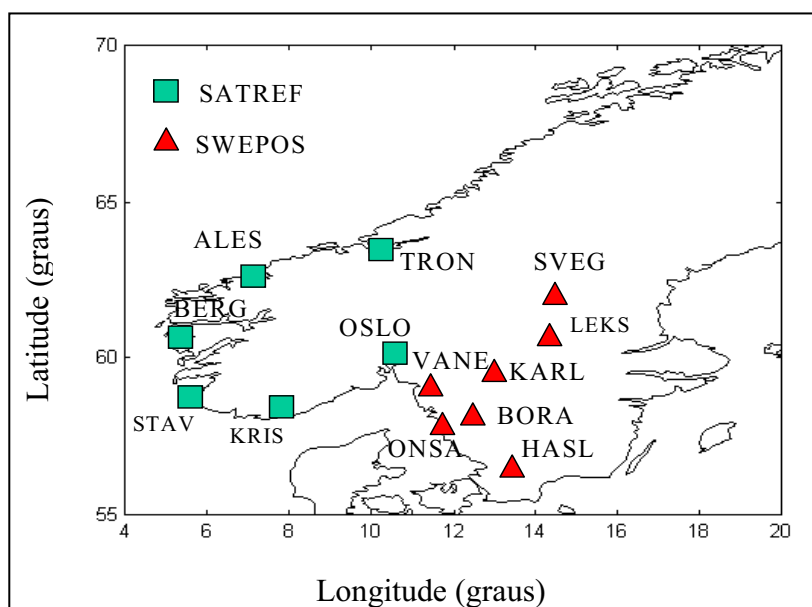 70
SATREF
SWEPOS
65
ALES
TRON
SVEG
BERG
OSLO
LEKS
60
VANE
KARL
STAV
KRIS
BORA
ONSA
HASL
55
4 6 8 10 12 14 16 18 20
Latitude (graus)
Longitude (graus)